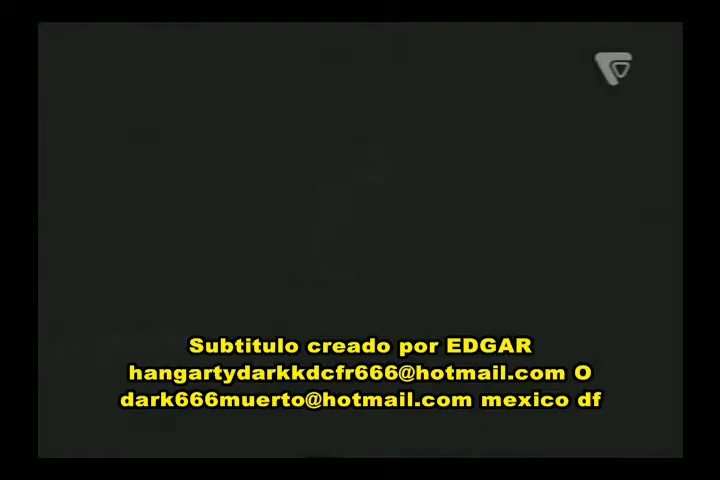 Subtitulo creado por EDGAR
hangartydarkkdcfr666@hotmail.com O
dark666muerto@hotmail.com mexico df